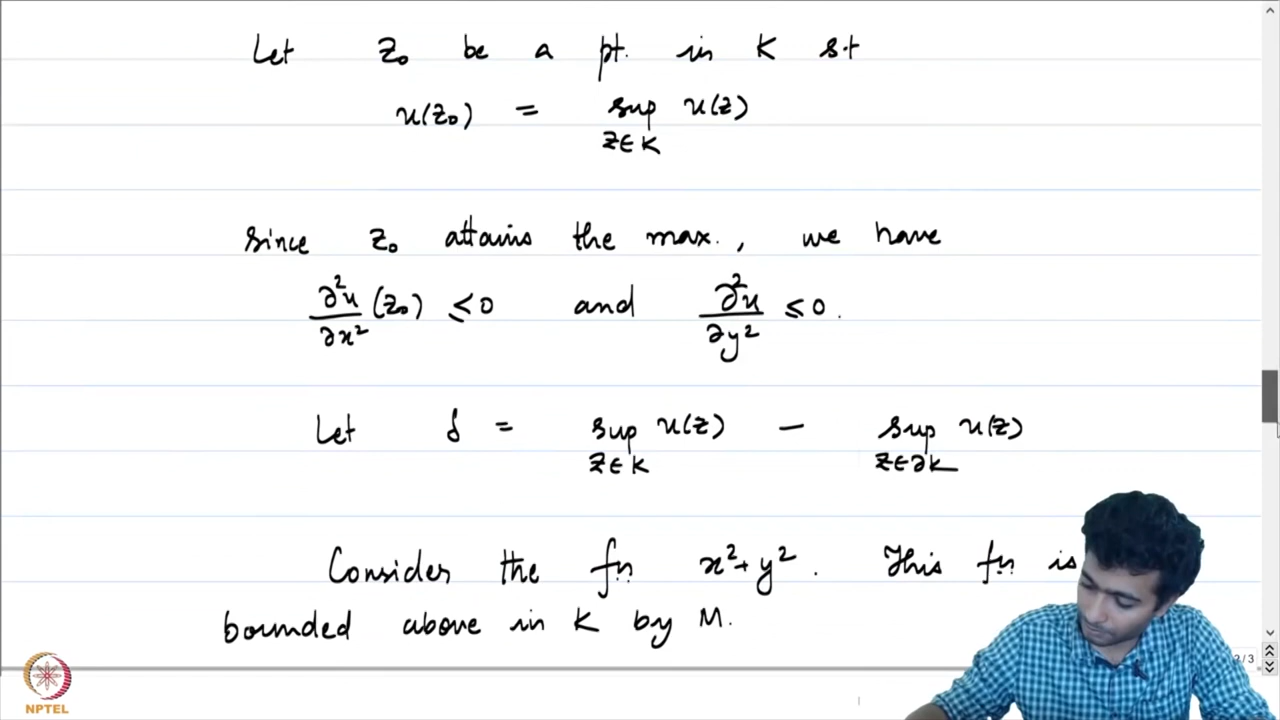 Let z₀ be a pt. in K s.t
u(z₀) = sup u(z)
z∈K
since z₀ attains the max., we have
∂²u/∂x² (z₀) ≤ 0 and ∂²u/∂y² ≤ 0.
Let δ = sup u(z) − sup u(z)
z∈K z∈∂K
Consider the fn x²+y². This fn is
bounded above in K by M.
2/3
NPTEL